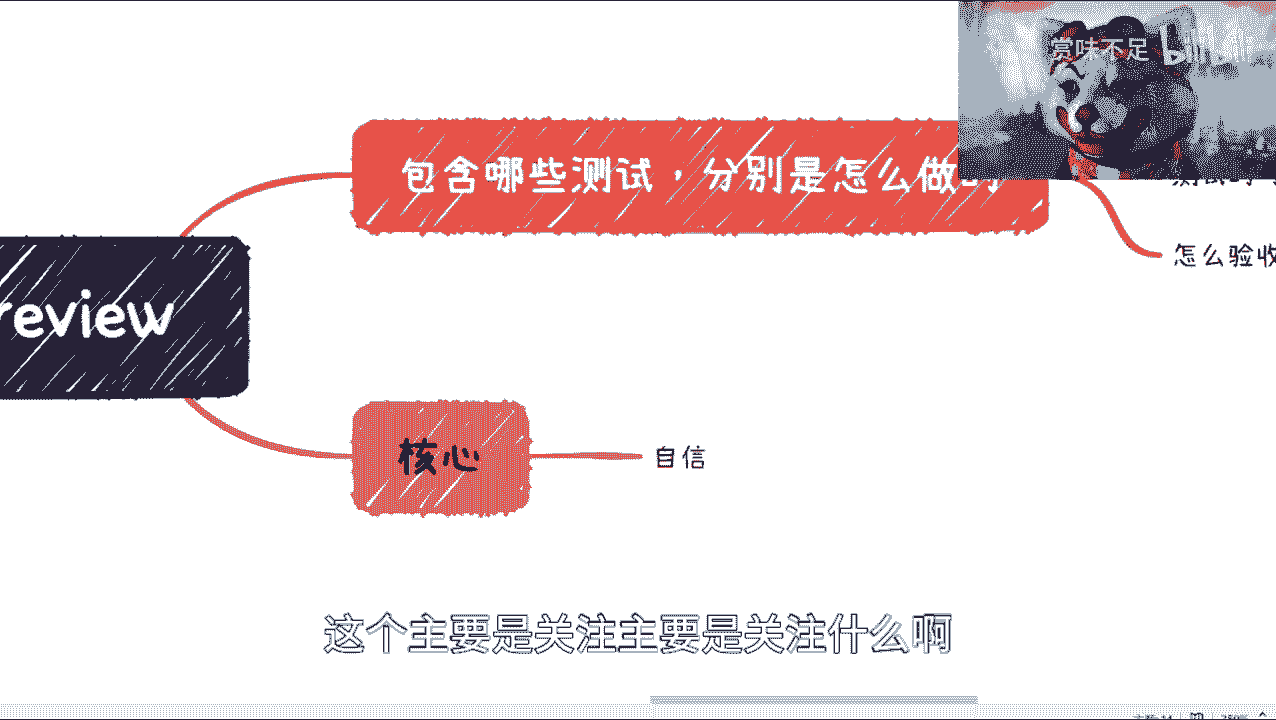 赏味不足 bilibili
包含哪些测试，分别是怎么做的
怎么验收
review
核心
自信
这个主要是关注主要是关注什么啊